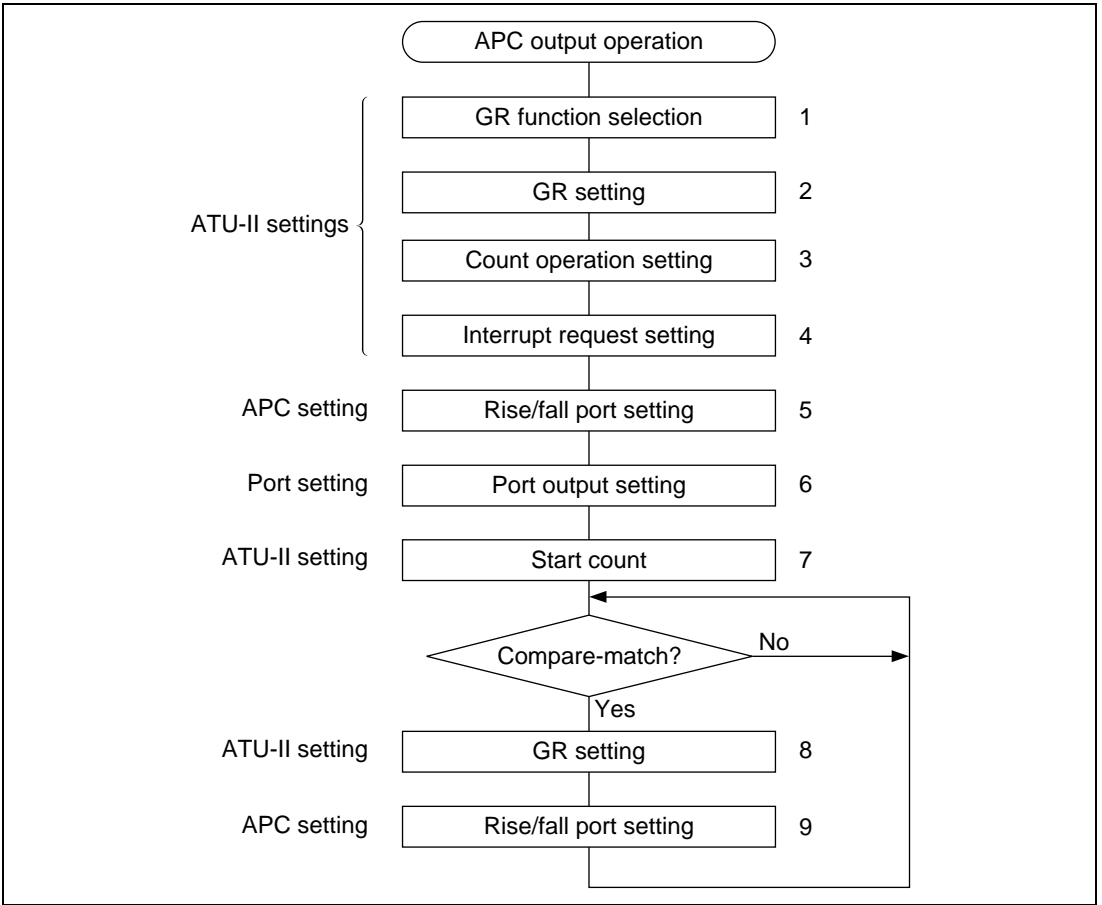 APC output operation
GR function selection 1
GR setting 2
ATU-II settings
Count operation setting 3
Interrupt request setting 4
APC setting Rise/fall port setting 5
Port setting Port output setting 6
ATU-II setting Start count 7
Compare-match? No
Yes
ATU-II setting GR setting 8
APC setting Rise/fall port setting 9